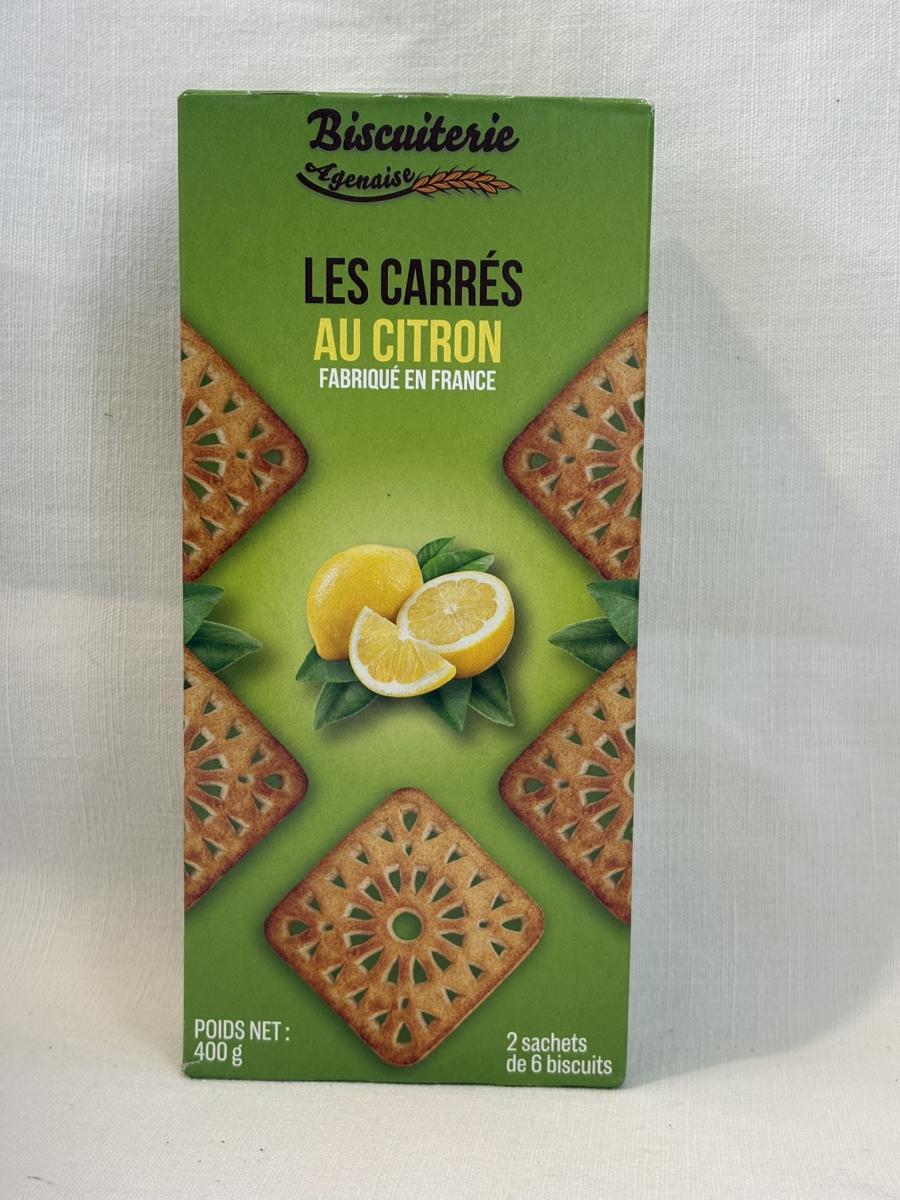 Biscuiterie
Agenaise
LES CARRÉS
AU CITRON
FABRIQUÉ EN FRANCE
POIDS NET :
400 g
2 sachets
de 6 biscuits